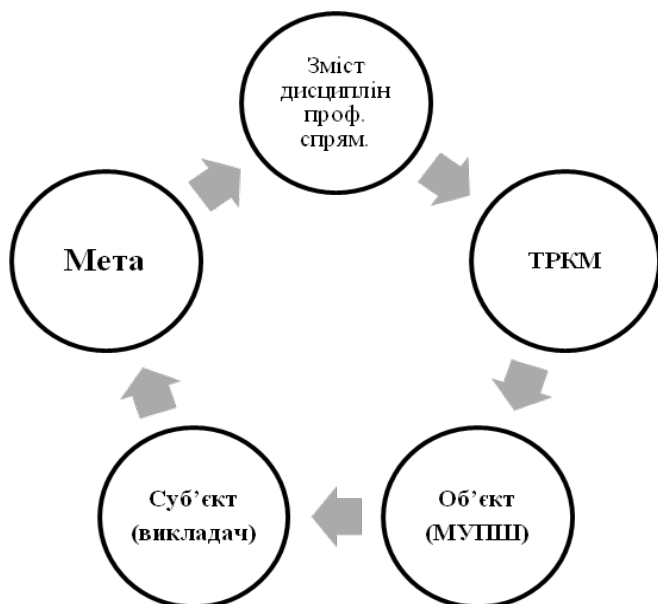 Зміст
дисциплін
проф.
спрям.
Мета
ТРКМ
Суб’єкт
(викладач)
Об’єкт
(МУПШ)